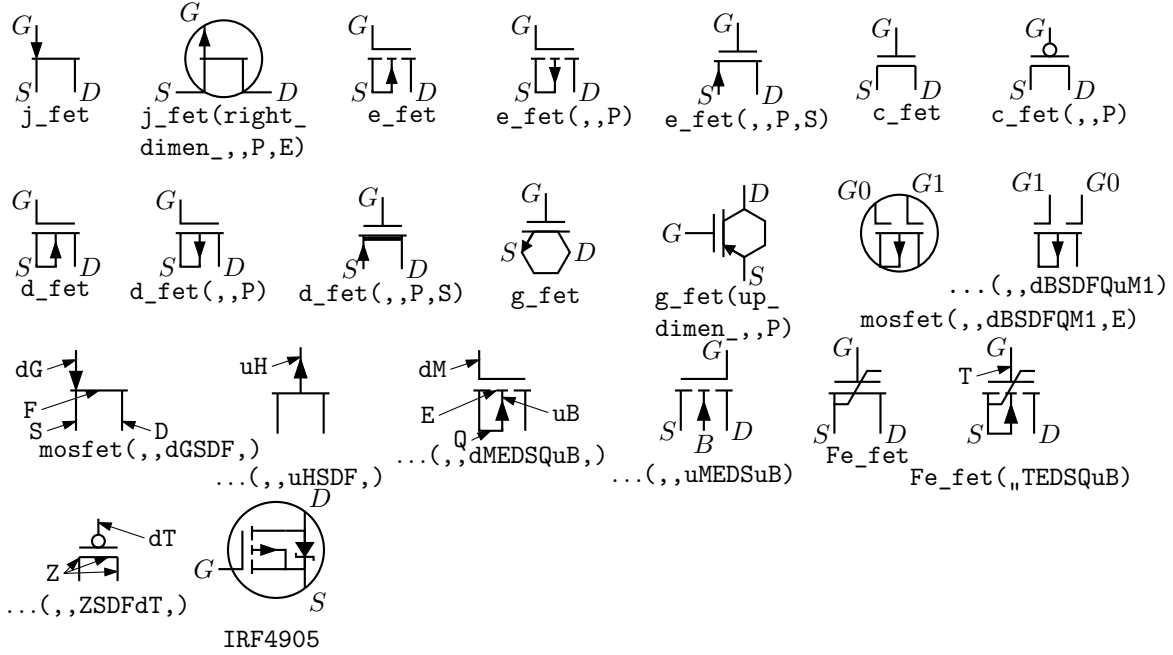 G G G G G G G
S D S D S D S D S D S D S D
j_fet j_fet(right_ e_fet e_fet(,,P) e_fet(,,P,S) c_fet c_fet(,,P)
dimen_,,P,E)
G G G G D G0 G1 G1 G0
S D S D S D S D G S
d_fet d_fet(,,P) d_fet(,,P,S) g_fet g_fet(up_ ...(,,dBSDFQuM1)
dimen_,,P) mosfet(,,dBSDFQM1,E)
dG uH dM G G T G
F E uB
S D Q S B D S D S D
mosfet(,,dGSDF,) ...(,,uHSDF,) ...(,,dMEDSQuB,) ...(,,uMEDSuB) Fe_fet Fe_fet(„TEDSQuB)
dT D
Z G
...(,,ZSDFdT,) S
IRF4905